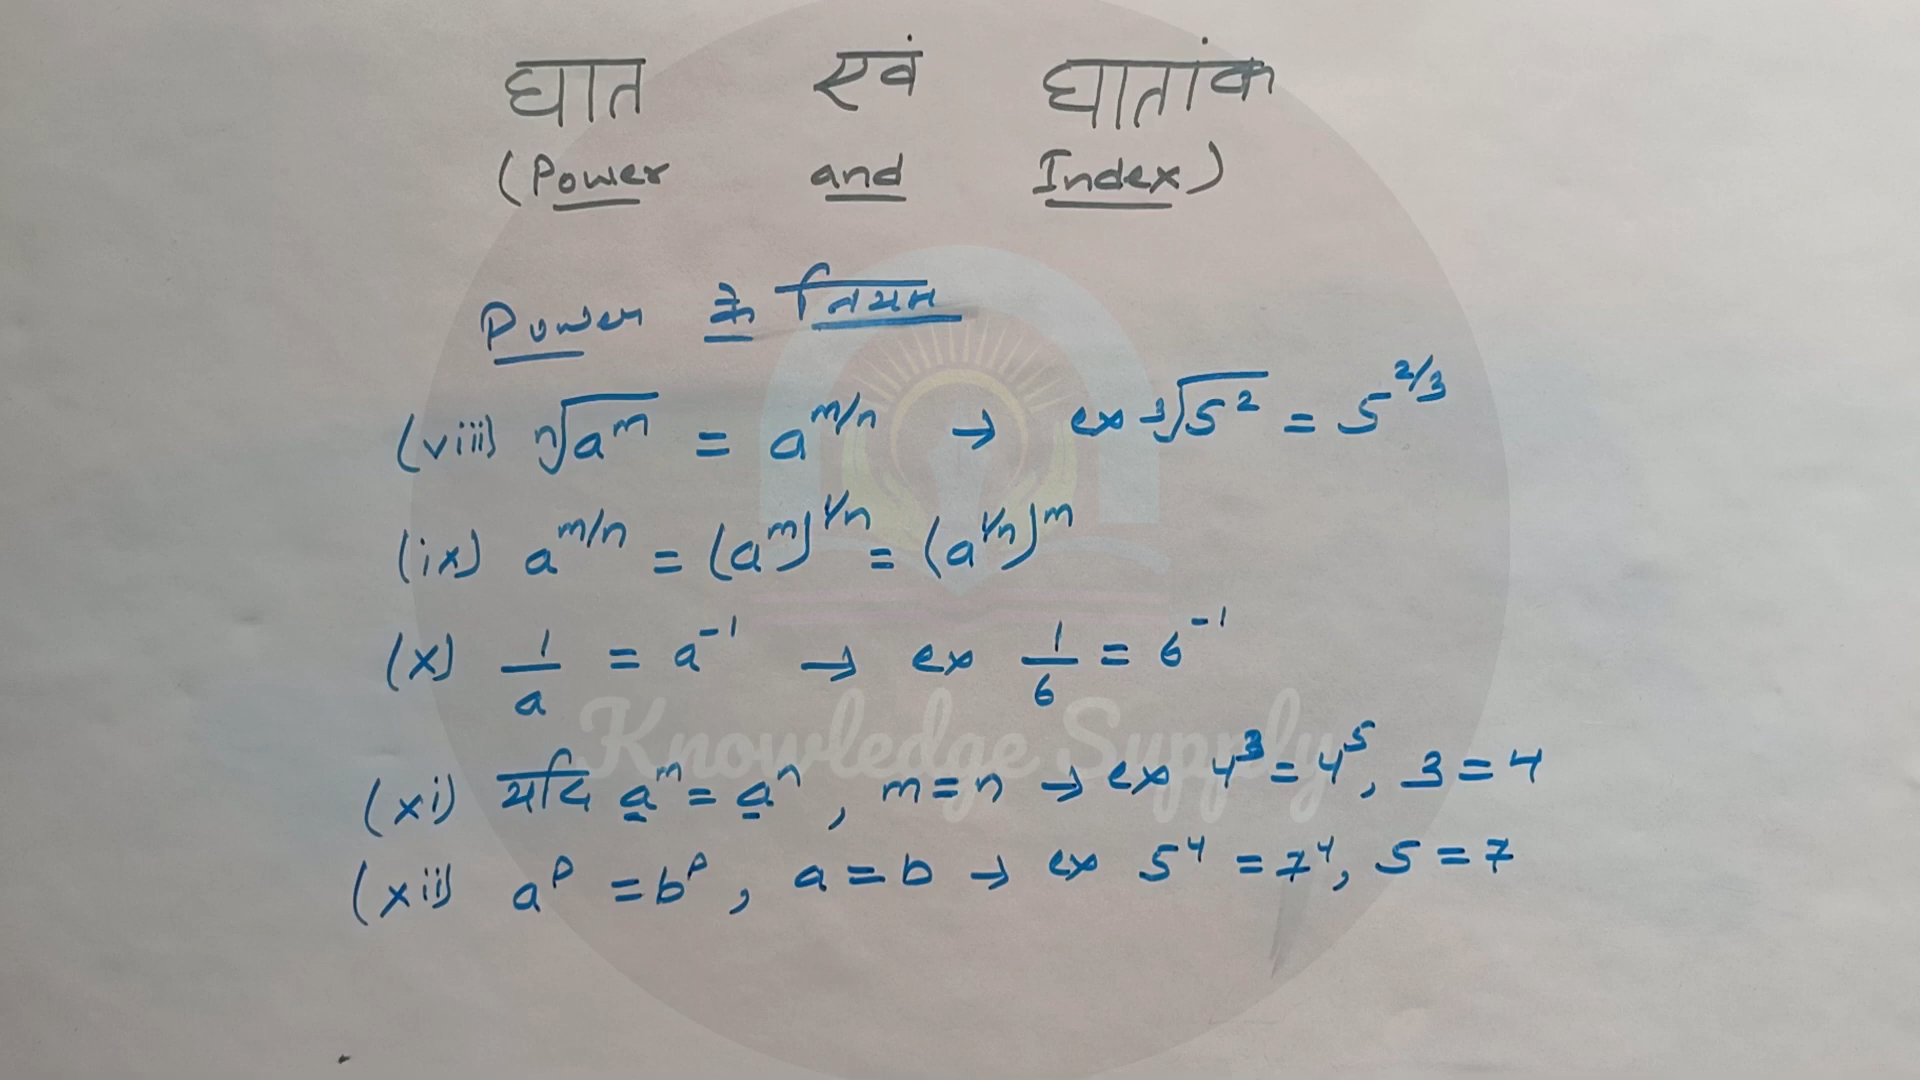 घात एवं घातांक
(Power and Index)
Power के नियम
(viii) ⁿ√aᵐ = a^m/n → ex ³√5² = 5^2/3
(ix) a^m/n = (aᵐ)^1/n = (a^1/n)ᵐ
(x) 1/a = a⁻¹ → ex 1/6 = 6⁻¹
(xi) यदि aᵐ = aⁿ, m = n → ex 4³ = 4⁵, 3 = 4
(xii) aᵖ = bᵖ, a = b → ex 5⁴ = 7⁴, 5 = 7
Knowledge Supply